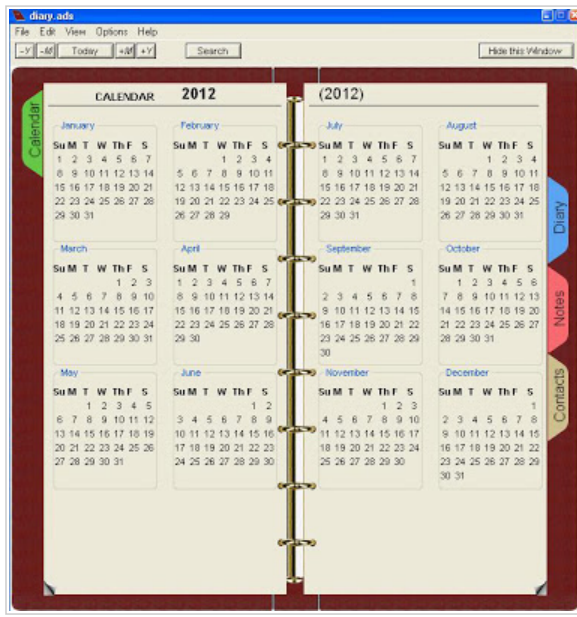 diary.ads
File Edit View Options Help
-Y -M Today +M +Y Search Hide this Window
Calendar
CALENDAR 2012
January
Su M T W Th F S
1 2 3 4 5 6 7
8 9 10 11 12 13 14
15 16 17 18 19 20 21
22 23 24 25 26 27 28
29 30 31
February
Su M T W Th F S
1 2 3 4
5 6 7 8 9 10 11
12 13 14 15 16 17 18
19 20 21 22 23 24 25
26 27 28 29
March
Su M T W Th F S
1 2 3
4 5 6 7 8 9 10
11 12 13 14 15 16 17
18 19 20 21 22 23 24
25 26 27 28 29 30 31
April
Su M T W Th F S
1 2 3 4 5 6 7
8 9 10 11 12 13 14
15 16 17 18 19 20 21
22 23 24 25 26 27 28
29 30
May
Su M T W Th F S
1 2 3 4 5
6 7 8 9 10 11 12
13 14 15 16 17 18 19
20 21 22 23 24 25 26
27 28 29 30 31
June
Su M T W Th F S
1 2
3 4 5 6 7 8 9
10 11 12 13 14 15 16
17 18 19 20 21 22 23
24 25 26 27 28 29 30
(2012)
July
Su M T W Th F S
1 2 3 4 5 6 7
8 9 10 11 12 13 14
15 16 17 18 19 20 21
22 23 24 25 26 27 28
29 30 31
August
Su M T W Th F S
1 2 3 4
5 6 7 8 9 10 11
12 13 14 15 16 17 18
19 20 21 22 23 24 25
26 27 28 29 30 31
September
Su M T W Th F S
1
2 3 4 5 6 7 8
9 10 11 12 13 14 15
16 17 18 19 20 21 22
23 24 25 26 27 28 29
30
October
Su M T W Th F S
1 2 3 4 5 6
7 8 9 10 11 12 13
14 15 16 17 18 19 20
21 22 23 24 25 26 27
28 29 30 31
November
Su M T W Th F S
1 2 3
4 5 6 7 8 9 10
11 12 13 14 15 16 17
18 19 20 21 22 23 24
25 26 27 28 29 30
December
Su M T W Th F S
1
2 3 4 5 6 7 8
9 10 11 12 13 14 15
16 17 18 19 20 21 22
23 24 25 26 27 28 29
30 31
Diary
Notes
Contacts